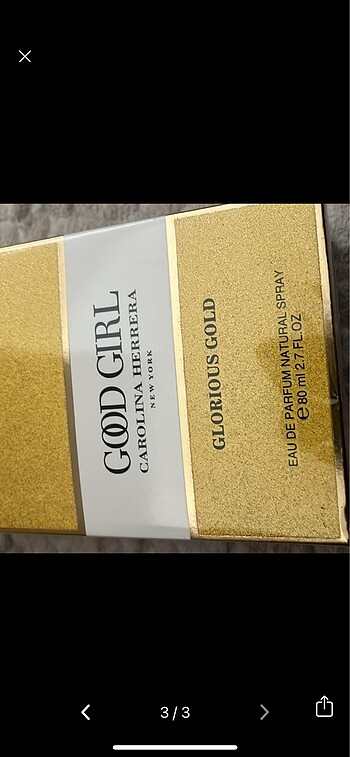 GOOD GIRL
CAROLINA HERRERA
NEW YORK
GLORIOUS GOLD
EAU DE PARFUM NATURAL SPRAY
℮ 80 ml 2.7 FL.OZ
3/3